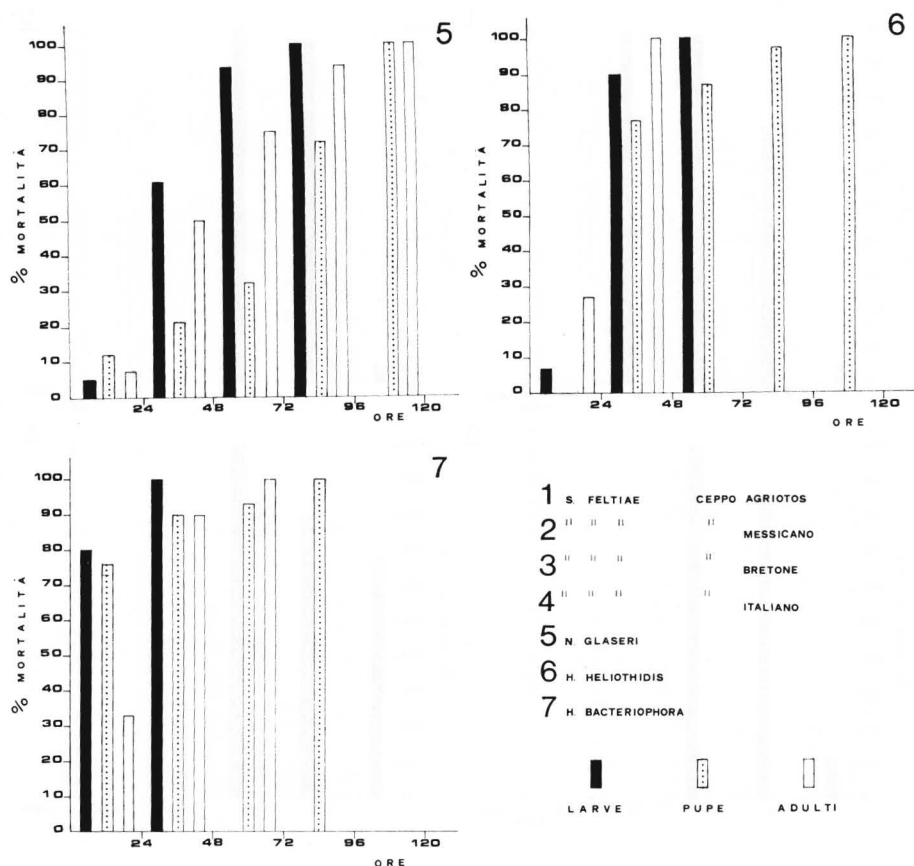 5
% MORTALITÀ
100
90
80
70
60
50
40
30
20
10
0
24 48 72 96 120
ORE
6
% MORTALITÀ
100
90
80
70
60
50
40
30
20
10
0
24 48 72 96 120
ORE
7
% MORTALITÀ
100
90
80
70
60
50
40
30
20
10
0
24 48 72 96 120
ORE
1 S. FELTIAE CEPPO AGRIOTOS
2 " " " " MESSICANO
3 " " " " BRETONE
4 " " " " ITALIANO
5 N. GLASERI
6 H. HELIOTHIDIS
7 H. BACTERIOPHORA
LARVE PUPE ADULTI